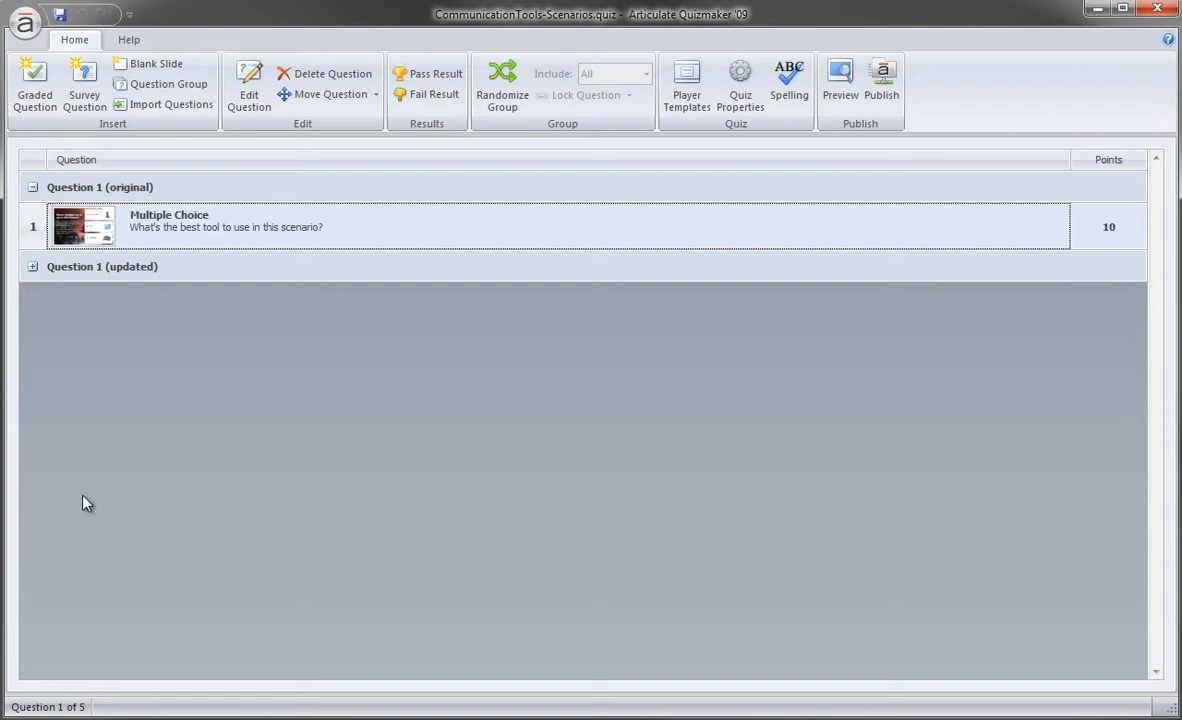 CommunicationTools-Scenarios.quiz - Articulate Quizmaker '09
Home Help
Graded Question
Survey Question
Blank Slide
Question Group
Import Questions
Insert
Edit Question
Delete Question
Move Question
Edit
Pass Result
Fail Result
Results
Randomize Group
Include: All
Lock Question
Group
Player Templates
Quiz Properties
ABC
Spelling
Quiz
Preview
Publish
Publish
Question Points
Question 1 (original)
1 Multiple Choice 10
What's the best tool to use in this scenario?
Question 1 (updated)
Question 1 of 5